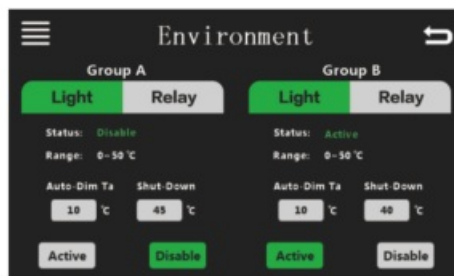 Environment
Group A
Group B
Light Relay
Light Relay
Status: Disable
Status: Active
Range: 0~50℃
Range: 0~50℃
Auto-Dim Ta Shut-Down
Auto-Dim Ta Shut-Down
10 ℃ 45 ℃
10 ℃ 40 ℃
Active Disable
Active Disable